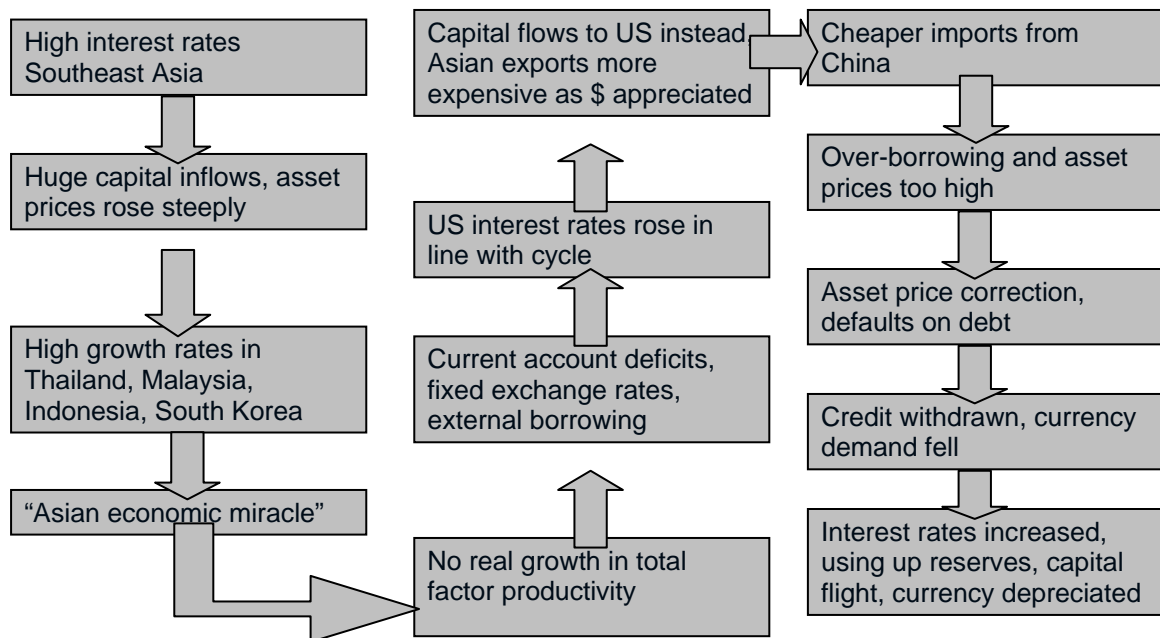 High interest rates
Southeast Asia
Huge capital inflows, asset
prices rose steeply
High growth rates in
Thailand, Malaysia,
Indonesia, South Korea
“Asian economic miracle”
No real growth in total
factor productivity
Current account deficits,
fixed exchange rates,
external borrowing
US interest rates rose in
line with cycle
Capital flows to US instead,
Asian exports more
expensive as $ appreciated
Cheaper imports from
China
Over-borrowing and asset
prices too high
Asset price correction,
defaults on debt
Credit withdrawn, currency
demand fell
Interest rates increased,
using up reserves, capital
flight, currency depreciated